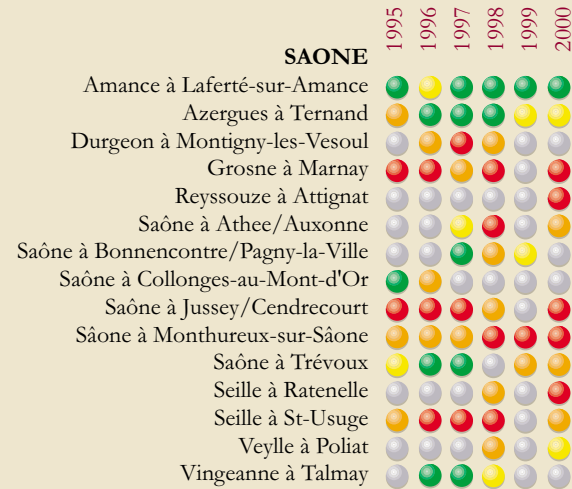 1995 1996 1997 1998 1999 2000
SAONE
Amance à Laferté-sur-Amance
Azergues à Ternand
Durgeon à Montigny-les-Vesoul
Grosne à Marnay
Reyssouze à Attignat
Saône à Athee/Auxonne
Saône à Bonnencontre/Pagny-la-Ville
Saône à Collonges-au-Mont-d'Or
Saône à Jussey/Cendrecourt
Sâone à Monthureux-sur-Sâone
Saône à Trévoux
Seille à Ratenelle
Seille à St-Usuge
Veylle à Poliat
Vingeanne à Talmay